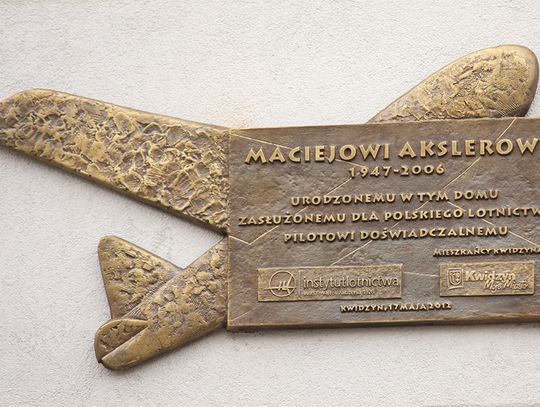 MACIEJOWI AKSLEROW
1947-2006
URODZONEMU W TYM DOMU
ZASŁUŻONEMU DLA POLSKIEGO LOTNICTW
PILOTOWI DOŚWIADCZALNEMU
MIESZKAŃCY KWIDZYNA
instytutlotnictwa
Kwidzyn
KWIDZYN, 17 MAJA 2012